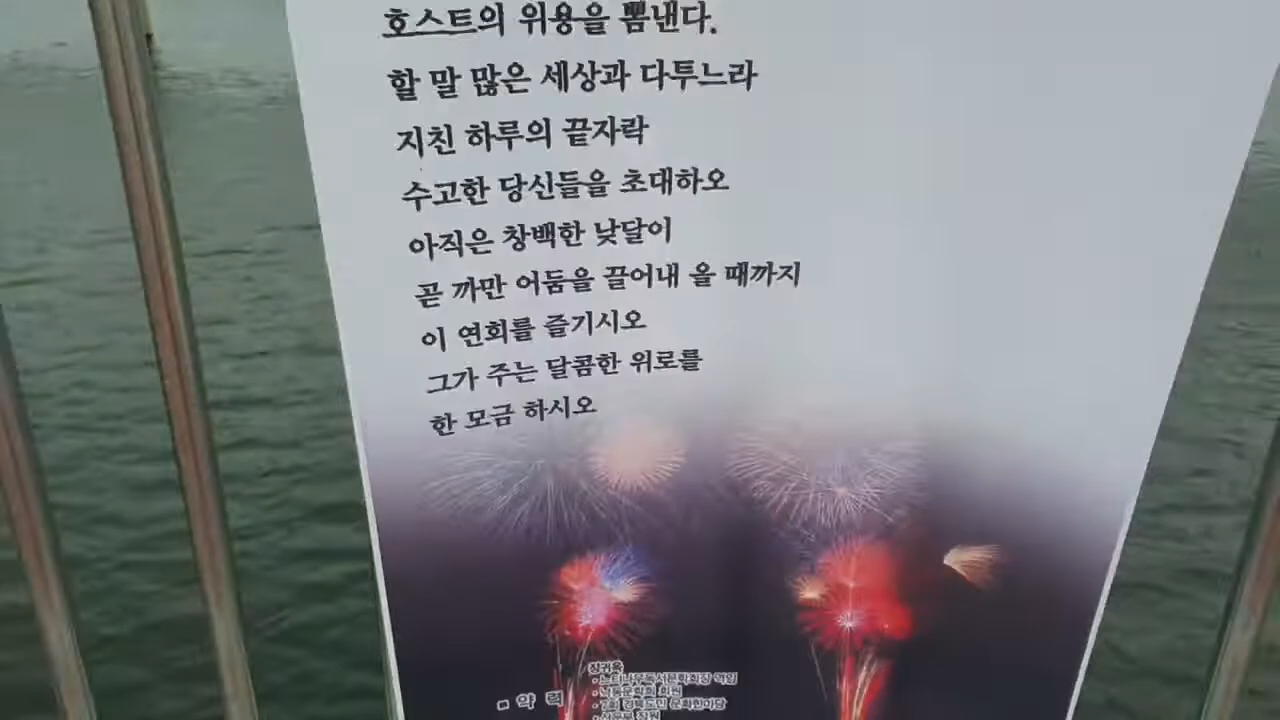 호스트의 위용을 뽐낸다.
할 말 많은 세상과 다투느라
지친 하루의 끝자락
수고한 당신들을 초대하오
아직은 창백한 낮달이
곧 까만 어둠을 끌어내 올 때까지
이 연회를 즐기시오
그가 주는 달콤한 위로를
한 모금 하시오
약 력